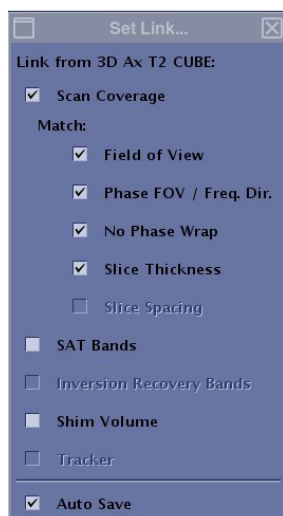 Set Link...
Link from 3D Ax T2 CUBE:
Scan Coverage
Match:
Field of View
Phase FOV / Freq. Dir.
No Phase Wrap
Slice Thickness
Slice Spacing
SAT Bands
Inversion Recovery Bands
Shim Volume
Tracker
Auto Save